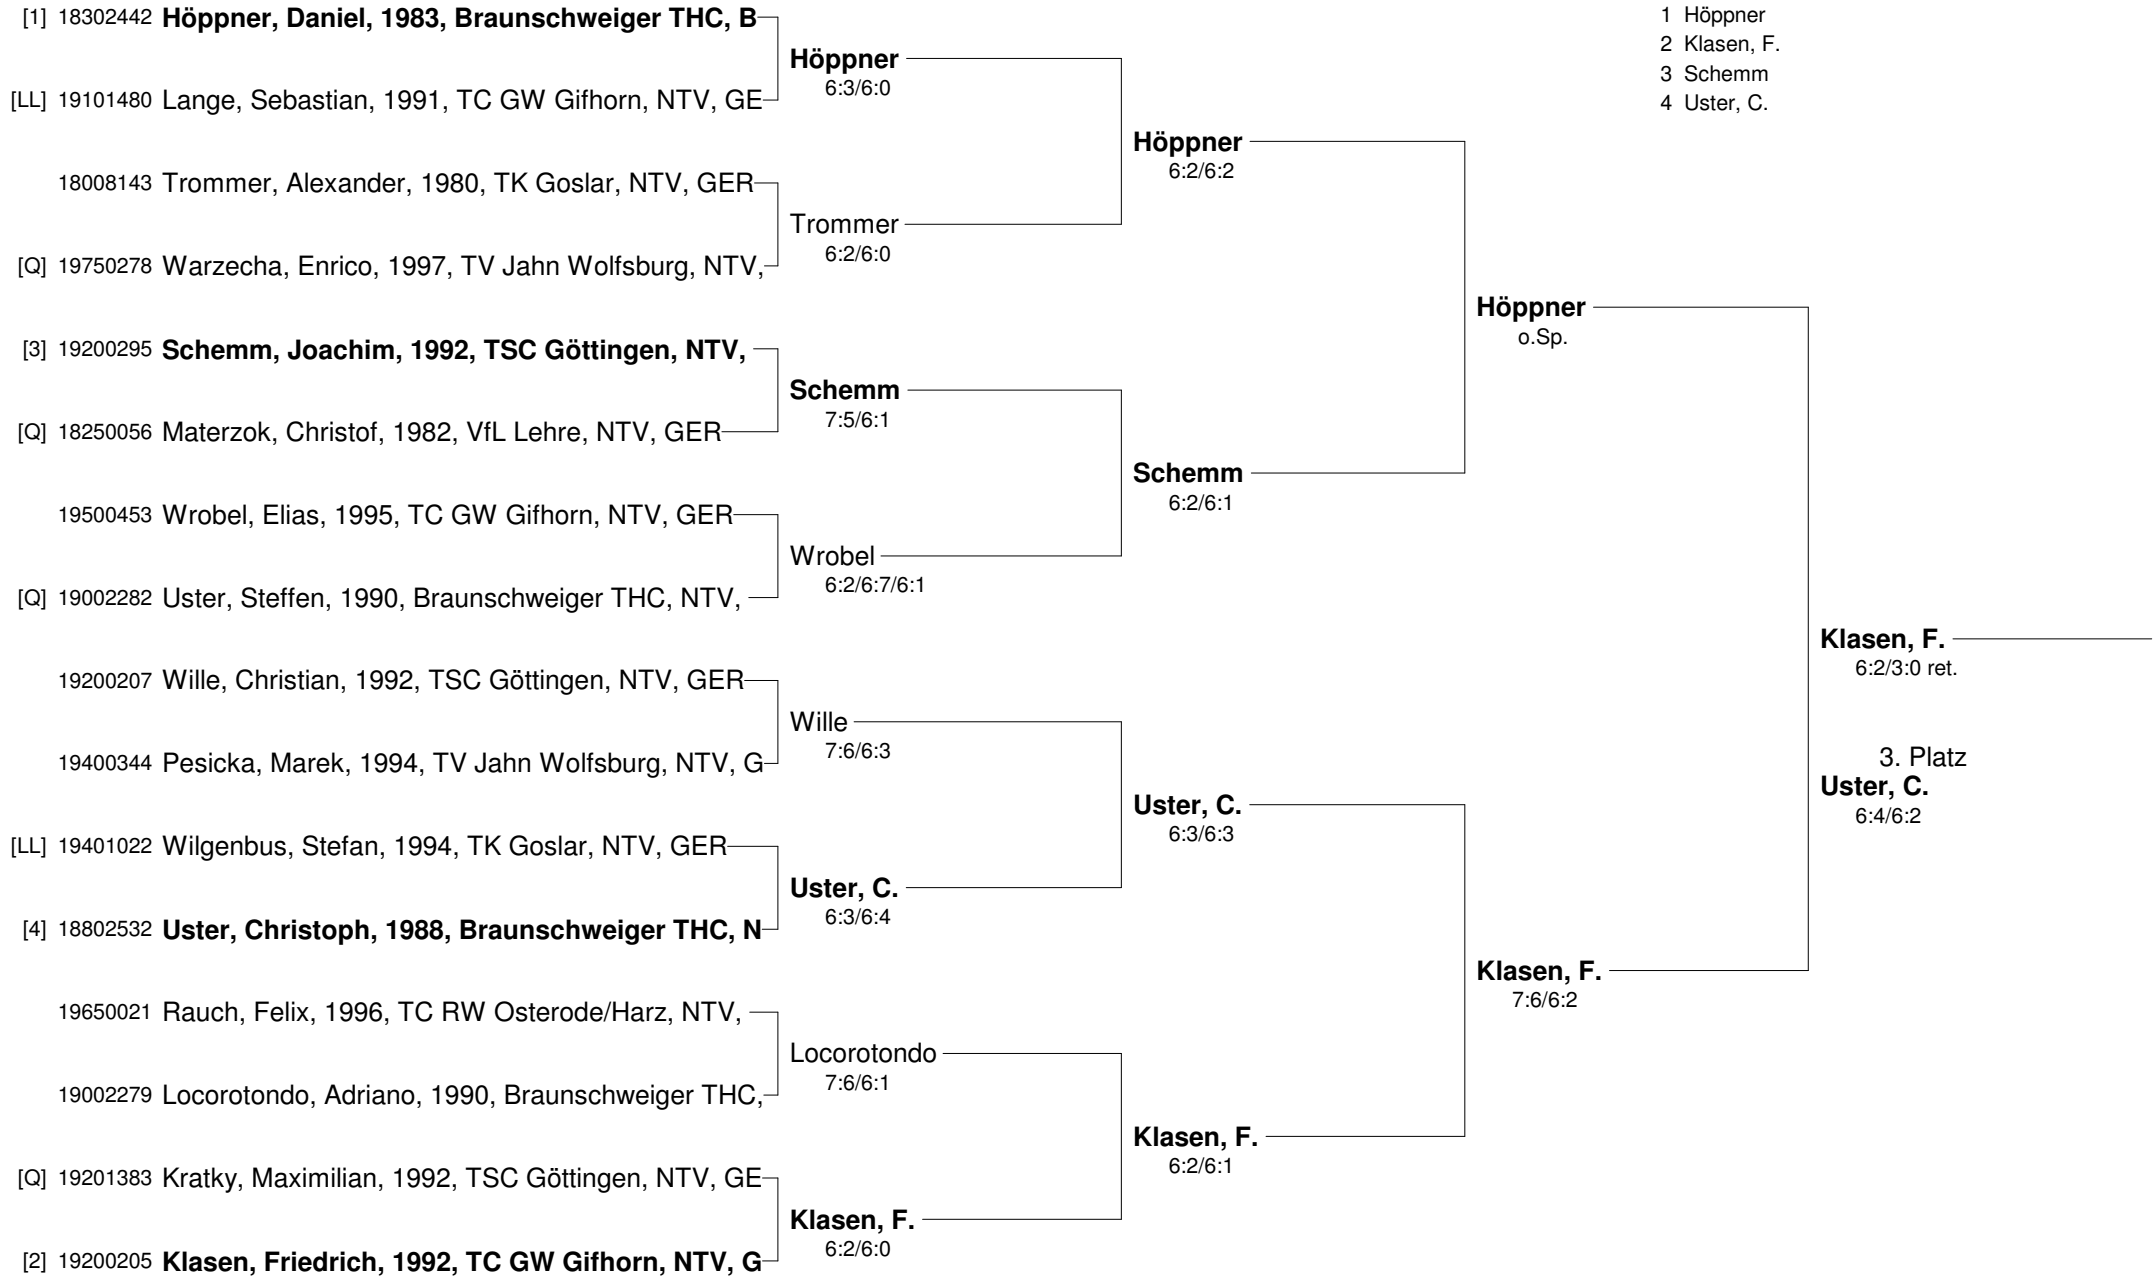 [1] 18302442 Höppner, Daniel, 1983, Braunschweiger THC, B
[LL] 19101480 Lange, Sebastian, 1991, TC GW Gifhorn, NTV, GE
18008143 Trommer, Alexander, 1980, TK Goslar, NTV, GER
[Q] 19750278 Warzecha, Enrico, 1997, TV Jahn Wolfsburg, NTV,
[3] 19200295 Schemm, Joachim, 1992, TSC Göttingen, NTV,
[Q] 18250056 Materzok, Christof, 1982, VfL Lehre, NTV, GER
19500453 Wrobel, Elias, 1995, TC GW Gifhorn, NTV, GER
[Q] 19002282 Uster, Steffen, 1990, Braunschweiger THC, NTV,
19200207 Wille, Christian, 1992, TSC Göttingen, NTV, GER
19400344 Pesicka, Marek, 1994, TV Jahn Wolfsburg, NTV, G
[LL] 19401022 Wilgenbus, Stefan, 1994, TK Goslar, NTV, GER
[4] 18802532 Uster, Christoph, 1988, Braunschweiger THC, N
19650021 Rauch, Felix, 1996, TC RW Osterode/Harz, NTV,
19002279 Locorotondo, Adriano, 1990, Braunschweiger THC,
[Q] 19201383 Kratky, Maximilian, 1992, TSC Göttingen, NTV, GE
[2] 19200205 Klasen, Friedrich, 1992, TC GW Gifhorn, NTV, G
Höppner
6:3/6:0
Trommer
6:2/6:0
Schemm
7:5/6:1
Wrobel
6:2/6:7/6:1
Wille
7:6/6:3
Uster, C.
6:3/6:4
Locorotondo
7:6/6:1
Klasen, F.
6:2/6:0
Höppner
6:2/6:2
Schemm
6:2/6:1
Uster, C.
6:3/6:3
Klasen, F.
6:2/6:1
Höppner
o.Sp.
Klasen, F.
7:6/6:2
Klasen, F.
6:2/3:0 ret.
3. Platz
Uster, C.
6:4/6:2
1 Höppner
2 Klasen, F.
3 Schemm
4 Uster, C.